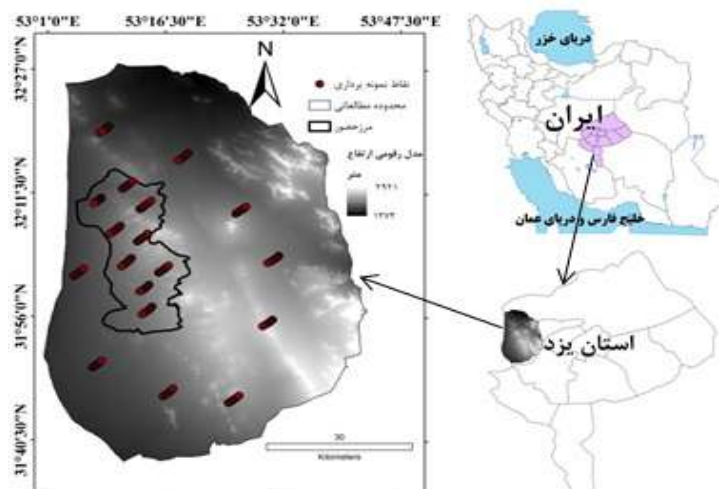 53°1'0"E
53°16'30"E
53°32'0"E
53°47'30"E
32°27'0"N
32°11'30"N
31°56'0"N
31°40'30"N
N
نقاط نمونه برداری
محدوده مطالعاتی
مرز حضور
مدل رقومی ارتفاع
متر
30
Kilometers
دریای خزر
ایران
خلیج فارس و دریای عمان
استان یزد